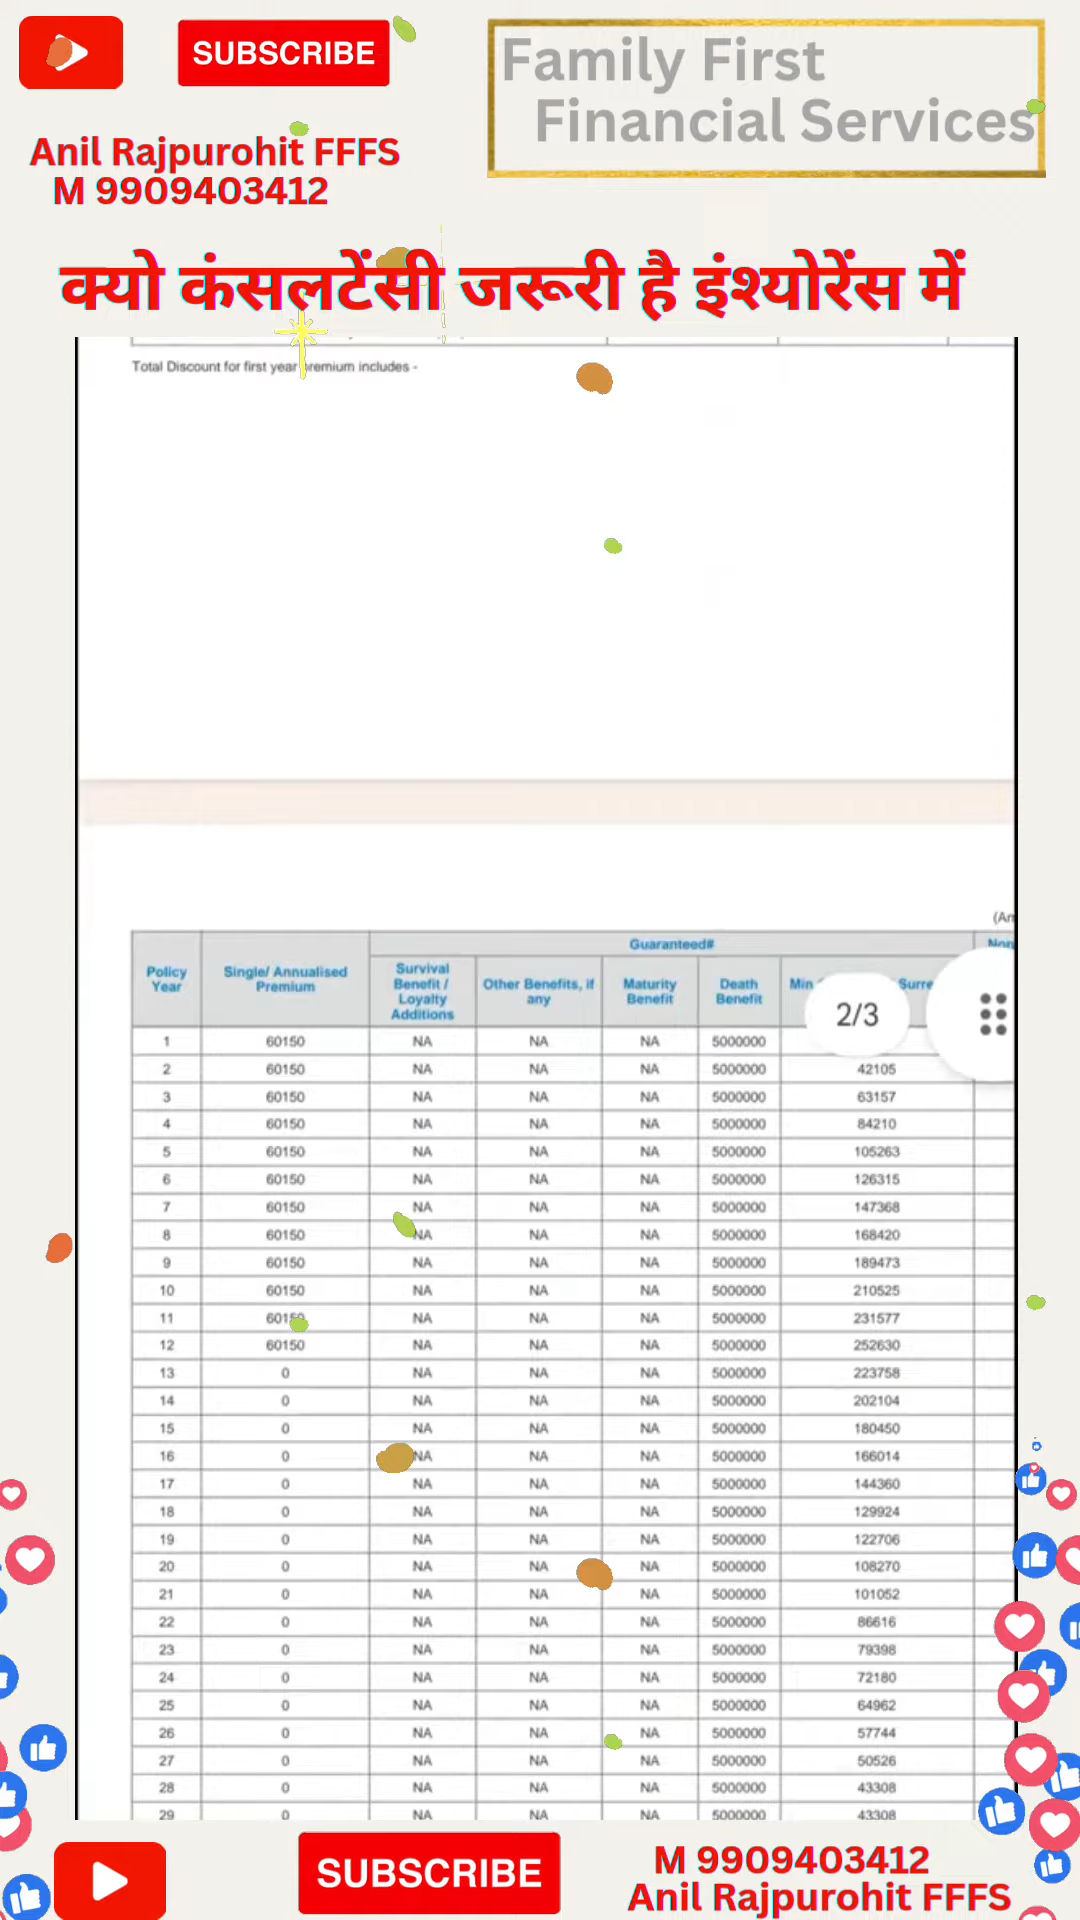 SUBSCRIBE
Family First
Financial Services
Anil Rajpurohit FFFS
M 9909403412
क्यो कंसलटेंसी जरूरी है इंश्योरेंस में
Total Discount for first year premium includes -
(Am
Guaranteed# Non
Policy Year Single/ Annualised Premium Survival Benefit / Loyalty Additions Other Benefits, if any Maturity Benefit Death Benefit Min Surre
2/3
1 60150 NA NA NA 5000000
2 60150 NA NA NA 5000000 42105
3 60150 NA NA NA 5000000 63157
4 60150 NA NA NA 5000000 84210
5 60150 NA NA NA 5000000 105263
6 60150 NA NA NA 5000000 126315
7 60150 NA NA NA 5000000 147368
8 60150 NA NA NA 5000000 168420
9 60150 NA NA NA 5000000 189473
10 60150 NA NA NA 5000000 210525
11 60150 NA NA NA 5000000 231577
12 60150 NA NA NA 5000000 252630
13 0 NA NA NA 5000000 223758
14 0 NA NA NA 5000000 202104
15 0 NA NA NA 5000000 180450
16 0 NA NA NA 5000000 166014
17 0 NA NA NA 5000000 144360
18 0 NA NA NA 5000000 129924
19 0 NA NA NA 5000000 122706
20 0 NA NA NA 5000000 108270
21 0 NA NA NA 5000000 101052
22 0 NA NA NA 5000000 86616
23 0 NA NA NA 5000000 79398
24 0 NA NA NA 5000000 72180
25 0 NA NA NA 5000000 64962
26 0 NA NA NA 5000000 57744
27 0 NA NA NA 5000000 50526
28 0 NA NA NA 5000000 43308
29 0 NA NA NA 5000000 43308
SUBSCRIBE
M 9909403412
Anil Rajpurohit FFFS